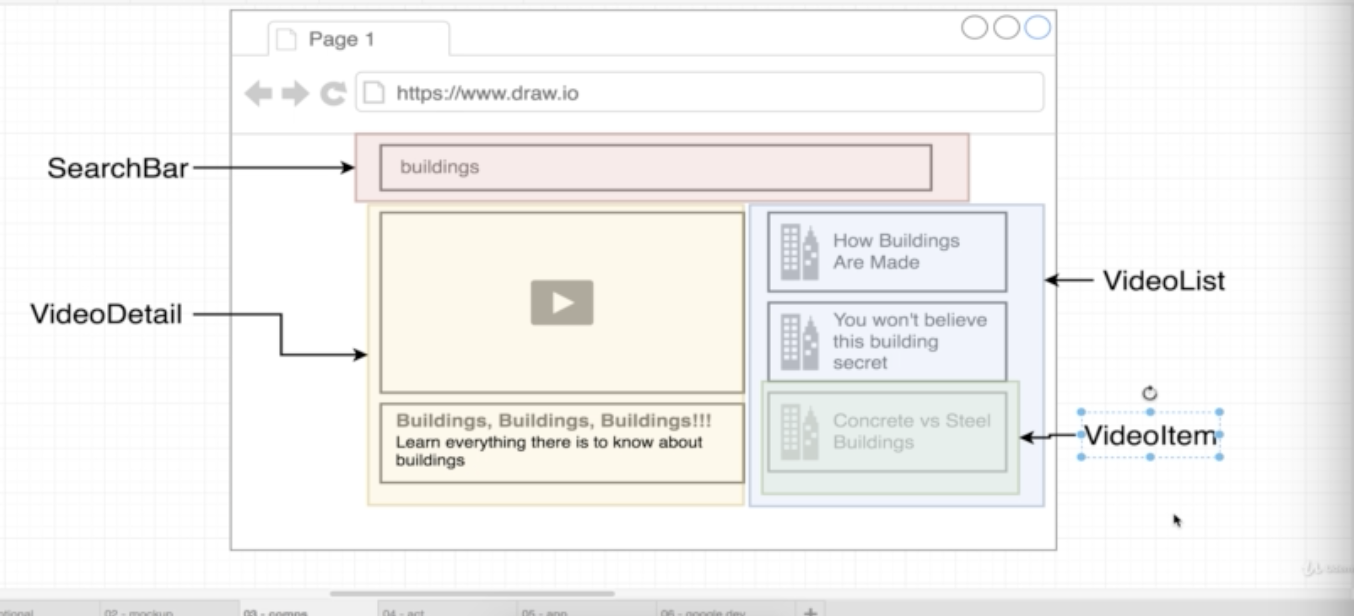 Page 1
https://www.draw.io
SearchBar
buildings
How Buildings
Are Made
VideoList
VideoDetail
You won't believe
this building
secret
Buildings, Buildings, Buildings!!!
Learn everything there is to know about
buildings
Concrete vs Steel
Buildings
VideoItem
02 - mockup
03 - comps
04 - act
05 - app
06 - google dev
+